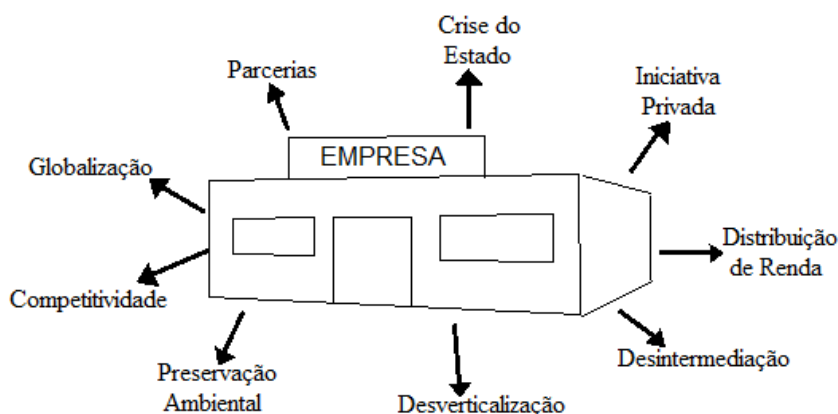 Crise do
Estado
Parcerias
Iniciativa
Privada
EMPRESA
Globalização
Distribuição
de Renda
Competitividade
Desintermediação
Preservação
Ambiental
Desverticalização